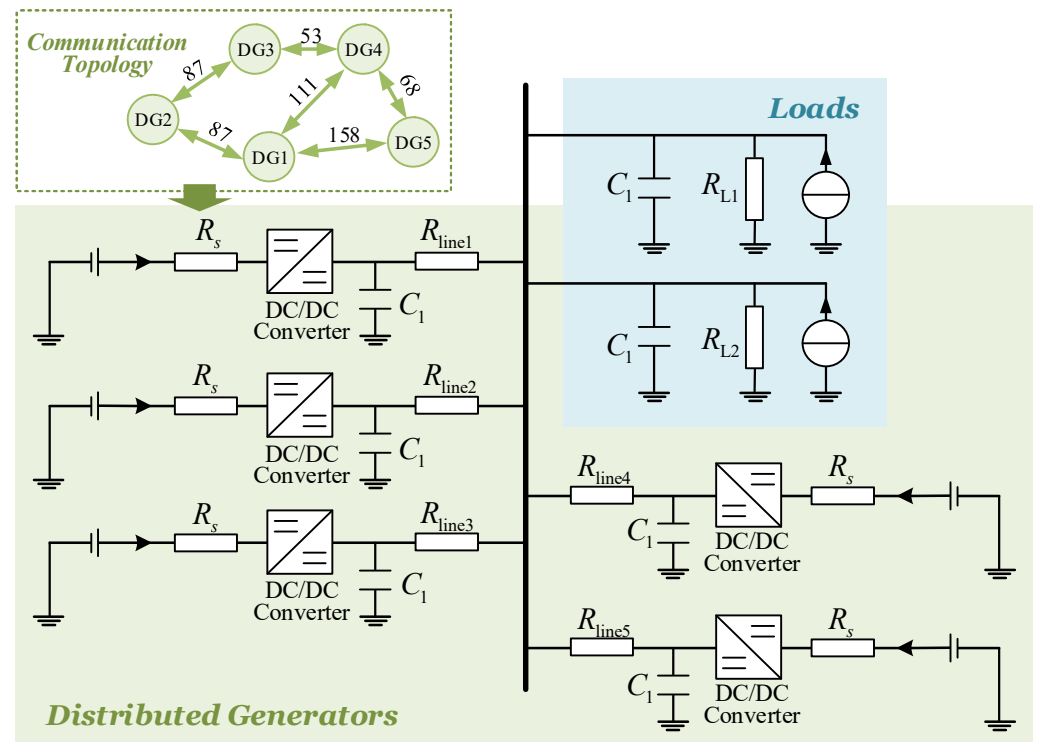 Communication
Topology
DG3
53
DG4
87
111
68
DG2
87
158
DG1
DG5
Loads
C1
RL1
C1
RL2
Rs
DC/DC
Converter
C1
Rline1
Rs
DC/DC
Converter
C1
Rline2
Rs
DC/DC
Converter
C1
Rline3
Rline4
C1
DC/DC
Converter
Rs
Rline5
C1
DC/DC
Converter
Rs
Distributed Generators